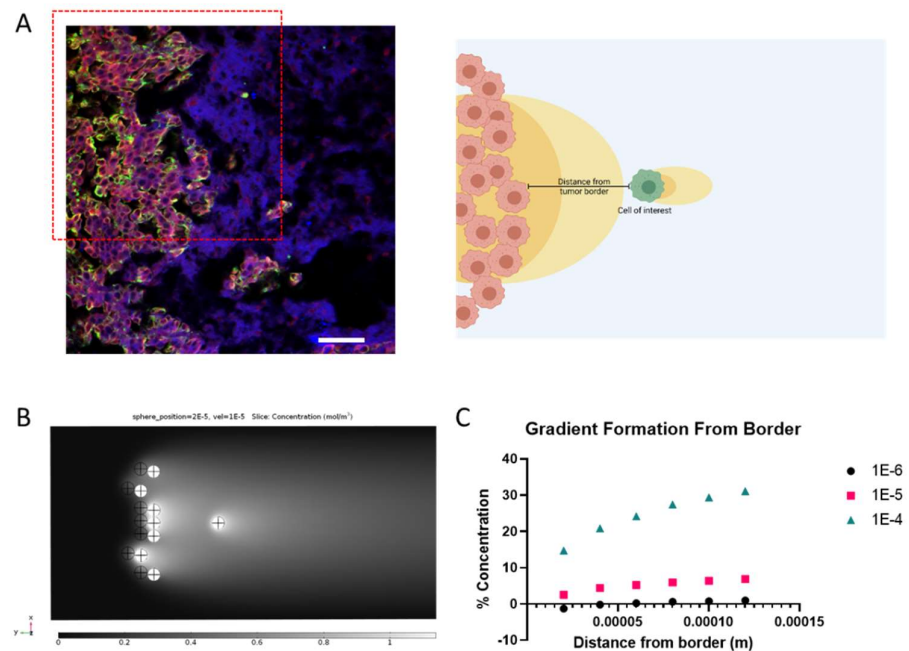 A
Distance from
tumor border
Cell of interest
B
sphere_position=2E-5, vel=1E-5 Slice: Concentration (mol/m³)
x
y
0 0.2 0.4 0.6 0.8 1
C
Gradient Formation From Border
% Concentration
40
30
20
10
0
-10
0.00005 0.00010 0.00015
Distance from border (m)
1E-6
1E-5
1E-4